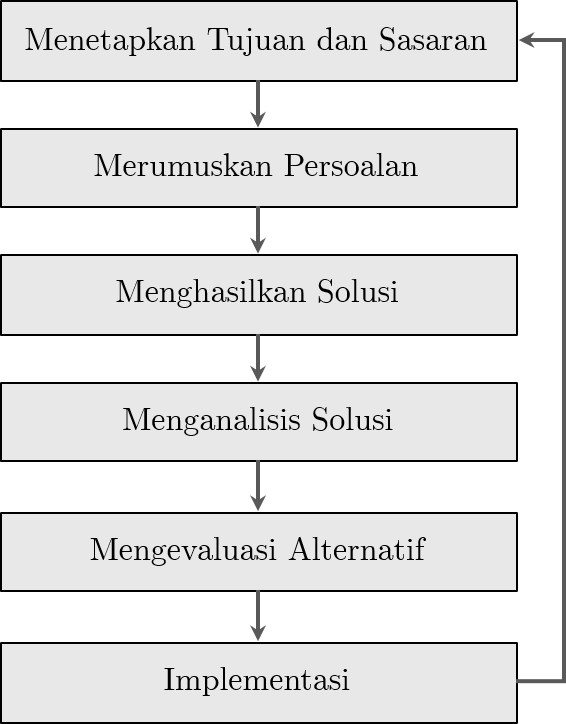 Menetapkan Tujuan dan Sasaran
Merumuskan Persoalan
Menghasilkan Solusi
Menganalisis Solusi
Mengevaluasi Alternatif
Implementasi